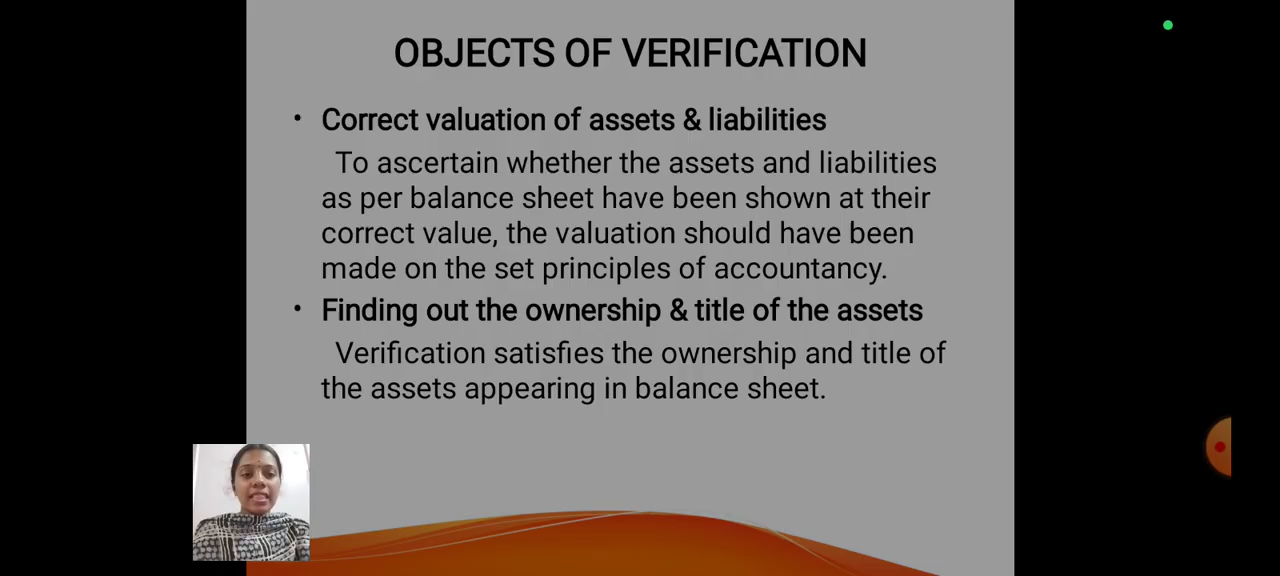 OBJECTS OF VERIFICATION
• Correct valuation of assets & liabilities
To ascertain whether the assets and liabilities
as per balance sheet have been shown at their
correct value, the valuation should have been
made on the set principles of accountancy.
• Finding out the ownership & title of the assets
Verification satisfies the ownership and title of
the assets appearing in balance sheet.